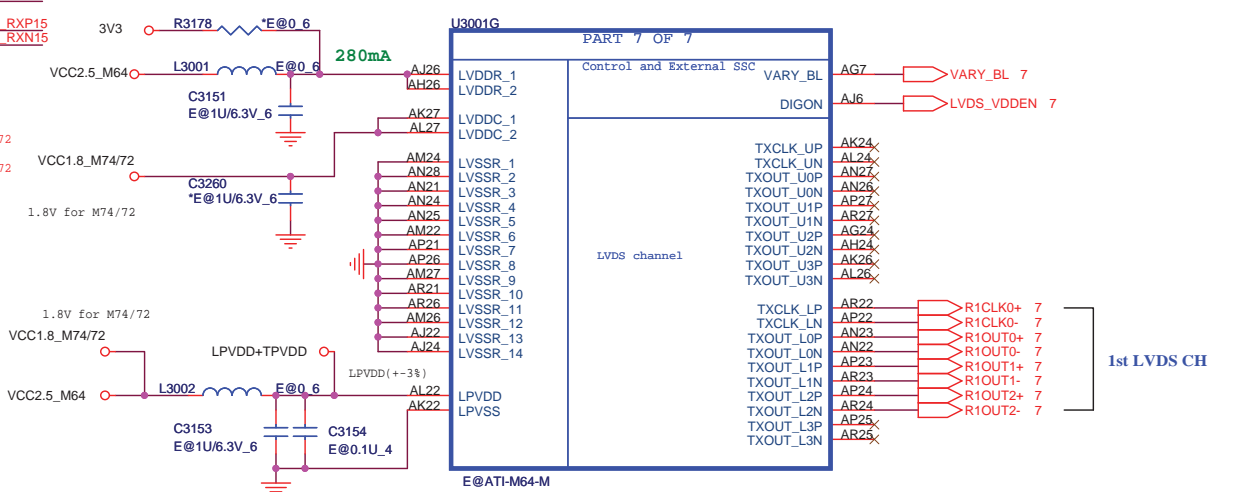 RXP15
RXN15
72
72
3V3
R3178
*E@0_6
VCC2.5_M64
L3001
E@0_6
280mA
C3151
E@1U/6.3V_6
VCC1.8_M74/72
C3260
*E@1U/6.3V_6
1.8V for M74/72
1.8V for M74/72
VCC1.8_M74/72
LPVDD+TPVDD
LPVDD(+-3%)
VCC2.5_M64
L3002
E@0_6
C3153
E@1U/6.3V_6
C3154
E@0.1U_4
U3001G
PART 7 OF 7
Control and External SSC
LVDS channel
AJ26 LVDDR_1
AH26 LVDDR_2
AK27 LVDDC_1
AL27 LVDDC_2
AM24 LVSSR_1
AN28 LVSSR_2
AN21 LVSSR_3
AN24 LVSSR_4
AN25 LVSSR_5
AM22 LVSSR_6
AP21 LVSSR_7
AP26 LVSSR_8
AM27 LVSSR_9
AR21 LVSSR_10
AR26 LVSSR_11
AM26 LVSSR_12
AJ22 LVSSR_13
AJ24 LVSSR_14
AL22 LPVDD
AK22 LPVSS
VARY_BL AG7 VARY_BL 7
DIGON AJ6 LVDS_VDDEN 7
TXCLK_UP AK24
TXCLK_UN AL24
TXOUT_U0P AN27
TXOUT_U0N AN26
TXOUT_U1P AP27
TXOUT_U1N AR27
TXOUT_U2P AG24
TXOUT_U2N AH24
TXOUT_U3P AK26
TXOUT_U3N AL26
TXCLK_LP AR22 R1CLK0+ 7
TXCLK_LN AP22 R1CLK0- 7
TXOUT_L0P AN23 R1OUT0+ 7
TXOUT_L0N AN22 R1OUT0- 7
TXOUT_L1P AP23 R1OUT1+ 7
TXOUT_L1N AR23 R1OUT1- 7
TXOUT_L2P AP24 R1OUT2+ 7
TXOUT_L2N AR24 R1OUT2- 7
TXOUT_L3P AP25
TXOUT_L3N AR25
1st LVDS CH
E@ATI-M64-M